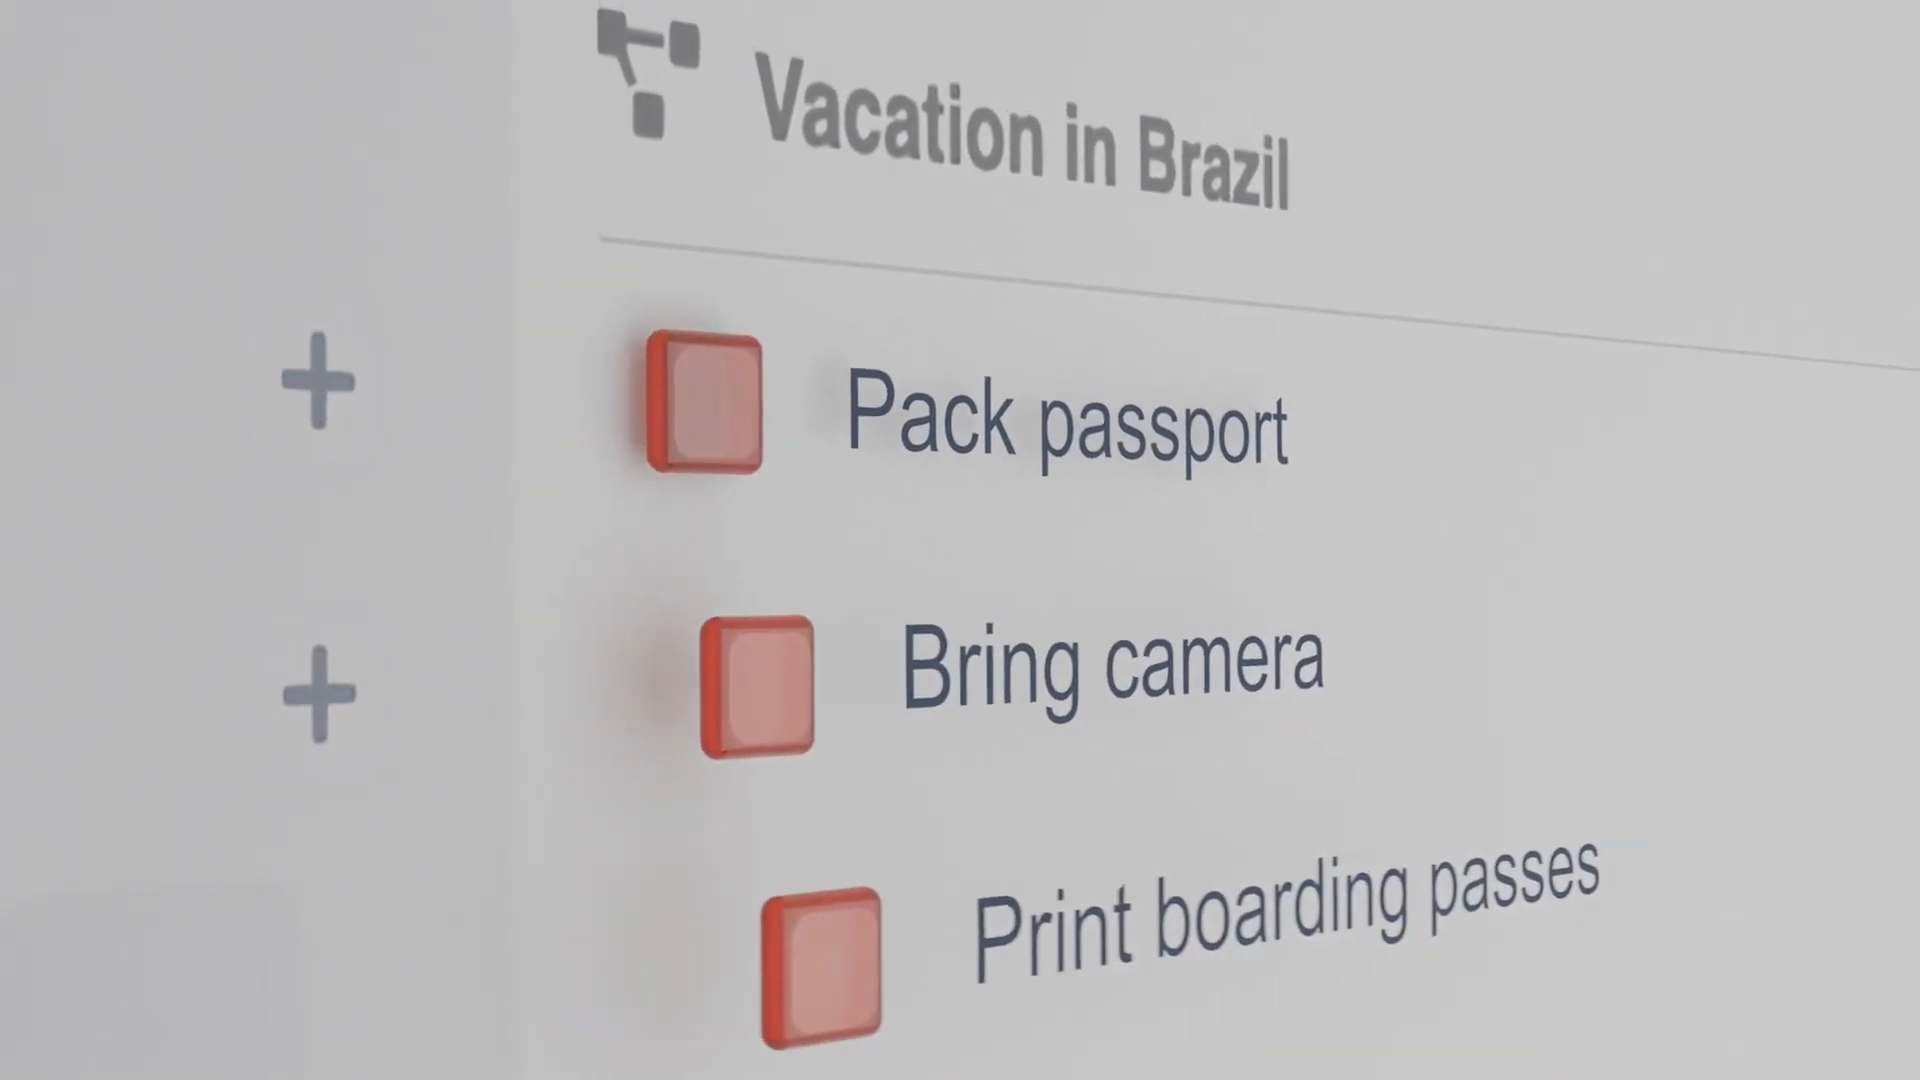 Vacation in Brazil
Pack passport
Bring camera
Print boarding passes